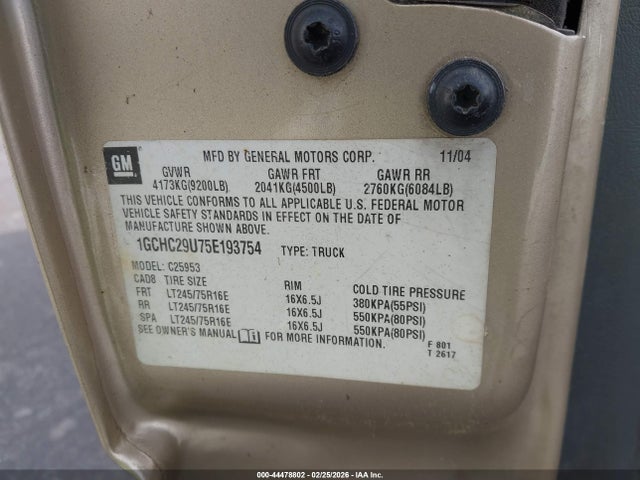 GM
MFD BY GENERAL MOTORS CORP. 11/04
GVWR GAWR FRT GAWR RR
4173KG(9200LB) 2041KG(4500LB) 2760KG(6084LB)
THIS VEHICLE CONFORMS TO ALL APPLICABLE U.S. FEDERAL MOTOR
VEHICLE SAFETY STANDARDS IN EFFECT ON THE DATE OF
MANUFACTURE SHOWN ABOVE.
1GCHC29U75E193754 TYPE: TRUCK
MODEL: C25953
CAD8 TIRE SIZE RIM COLD TIRE PRESSURE
FRT LT245/75R16E 16X6.5J 380KPA(55PSI)
RR LT245/75R16E 16X6.5J 550KPA(80PSI)
SPA LT245/75R16E 16X6.5J 550KPA(80PSI)
SEE OWNER'S MANUAL FOR MORE INFORMATION.
F 801
T 2617
000-44478802 - 02/25/2026 - IAA Inc.